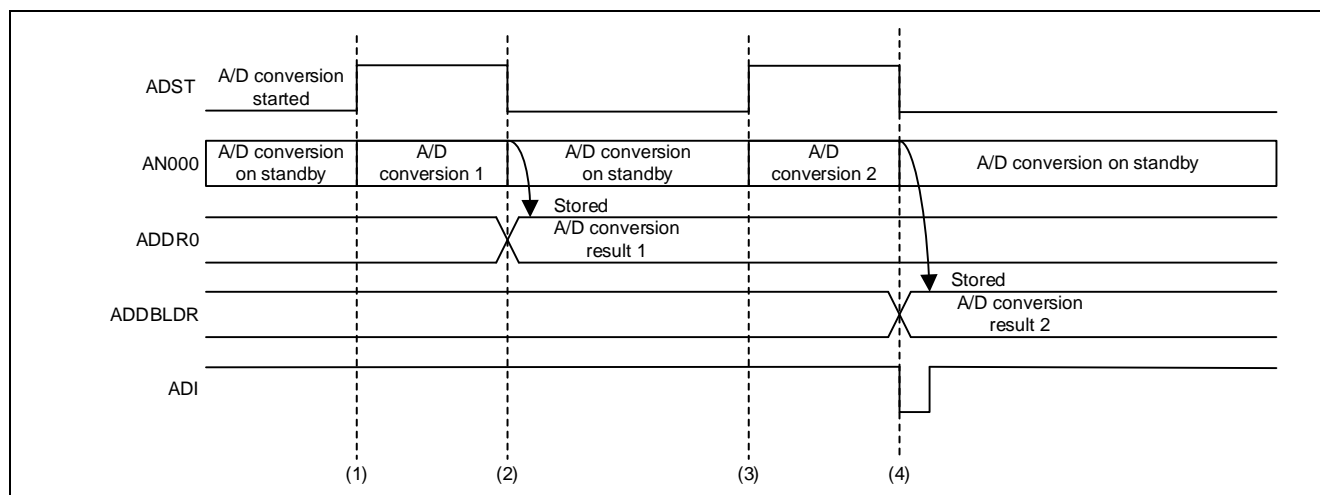 ADST
A/D conversion
started
AN000
A/D conversion
on standby
A/D
conversion 1
A/D conversion
on standby
A/D
conversion 2
A/D conversion on standby
ADDR0
Stored
A/D conversion
result 1
ADDBLDR
Stored
A/D conversion
result 2
ADI
(1)
(2)
(3)
(4)